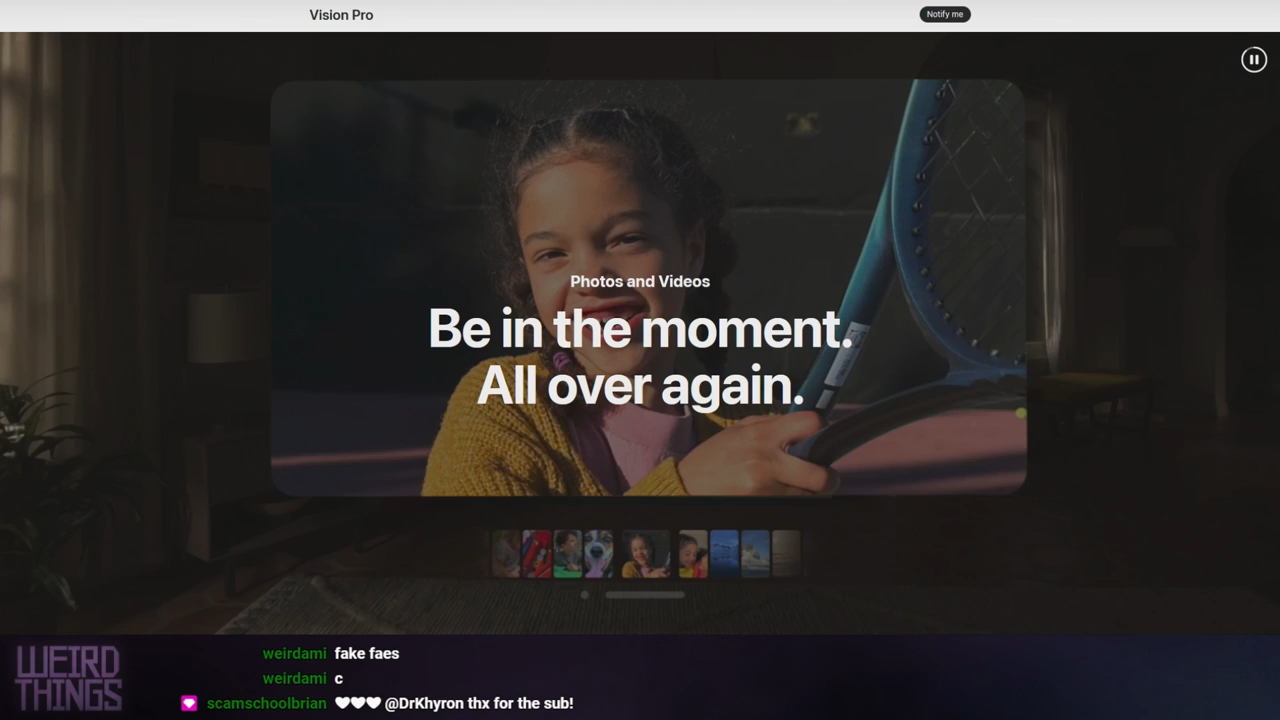 Vision Pro
Notify me
Photos and Videos
Be in the moment.
All over again.
WEIRD
THINGS
weirdami fake faes
weirdami c
scamschoolbrian 🤍🤍🤍 @DrKhyron thx for the sub!